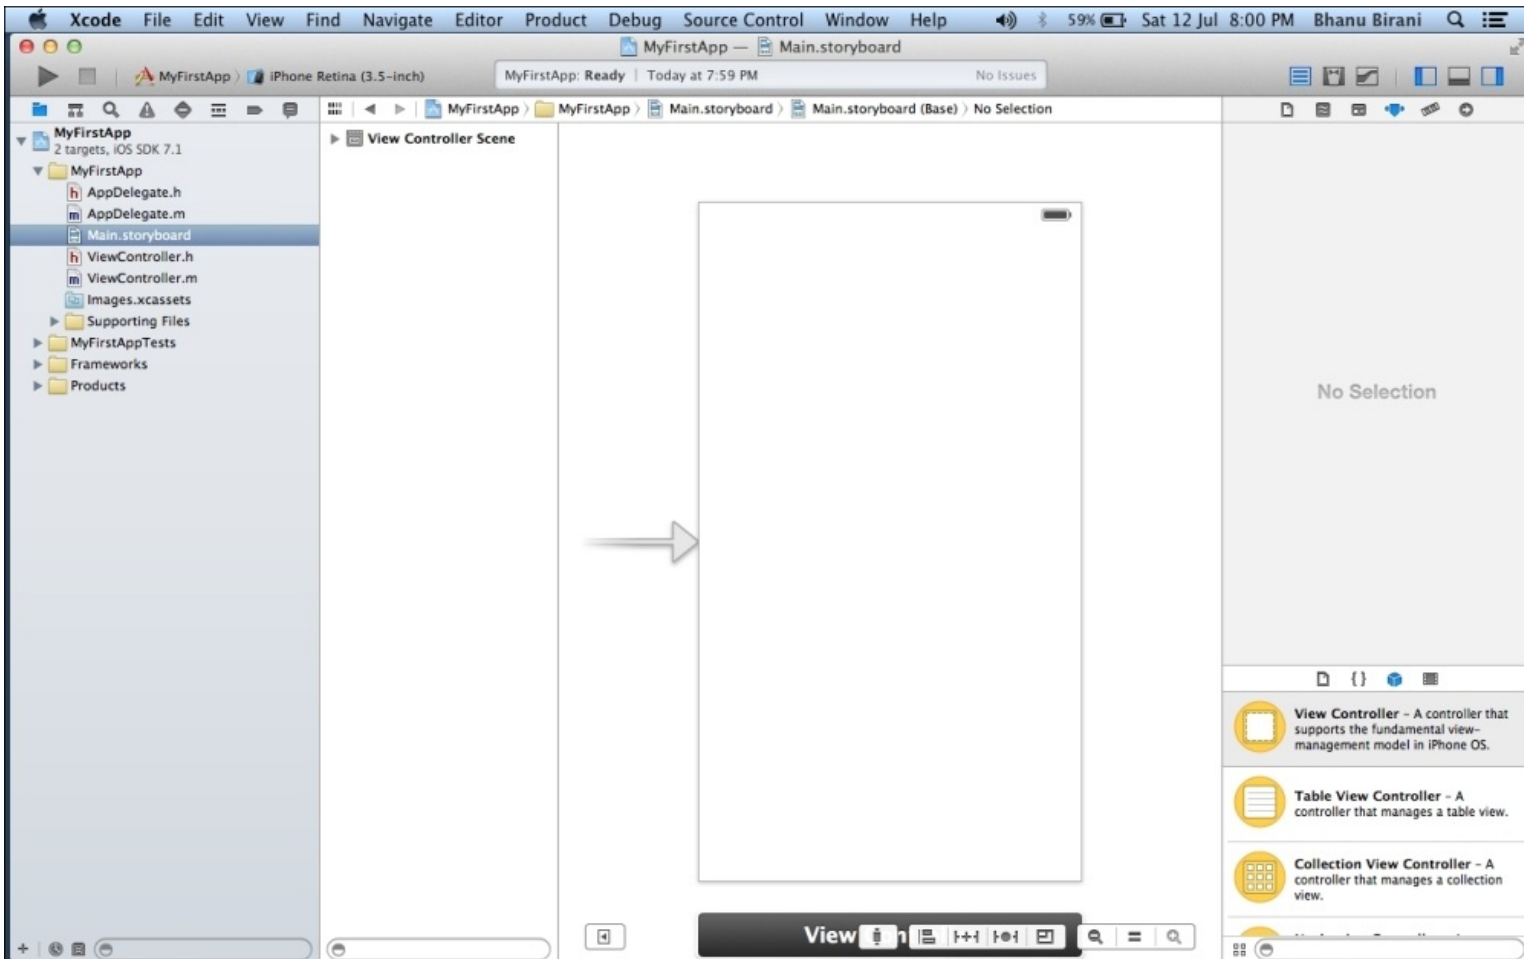 Xcode File Edit View Find Navigate Editor Product Debug Source Control Window Help 59% Sat 12 Jul 8:00 PM Bhanu Birani
MyFirstApp — Main.storyboard
MyFirstApp iPhone Retina (3.5-inch) MyFirstApp: Ready | Today at 7:59 PM No Issues
MyFirstApp MyFirstApp Main.storyboard Main.storyboard (Base) No Selection
MyFirstApp
2 targets, iOS SDK 7.1
MyFirstApp
h AppDelegate.h
m AppDelegate.m
Main.storyboard
h ViewController.h
m ViewController.m
Images.xcassets
Supporting Files
MyFirstAppTests
Frameworks
Products
View Controller Scene
View
No Selection
{}
View Controller - A controller that
supports the fundamental view-
management model in iPhone OS.
Table View Controller - A
controller that manages a table view.
Collection View Controller - A
controller that manages a collection
view.